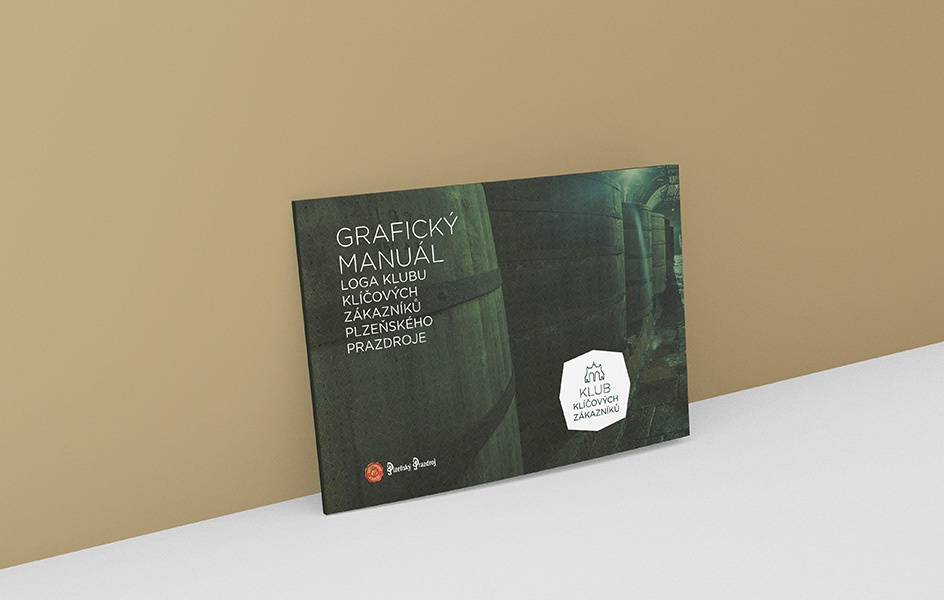 GRAFICKÝ
MANUÁL
LOGA KLUBU
KLÍČOVÝCH
ZÁKAZNÍKŮ
PLZEŇSKÉHO
PRAZDROJE
KLUB
KLÍČOVÝCH
ZÁKAZNÍKŮ
Plzeňský Prazdroj